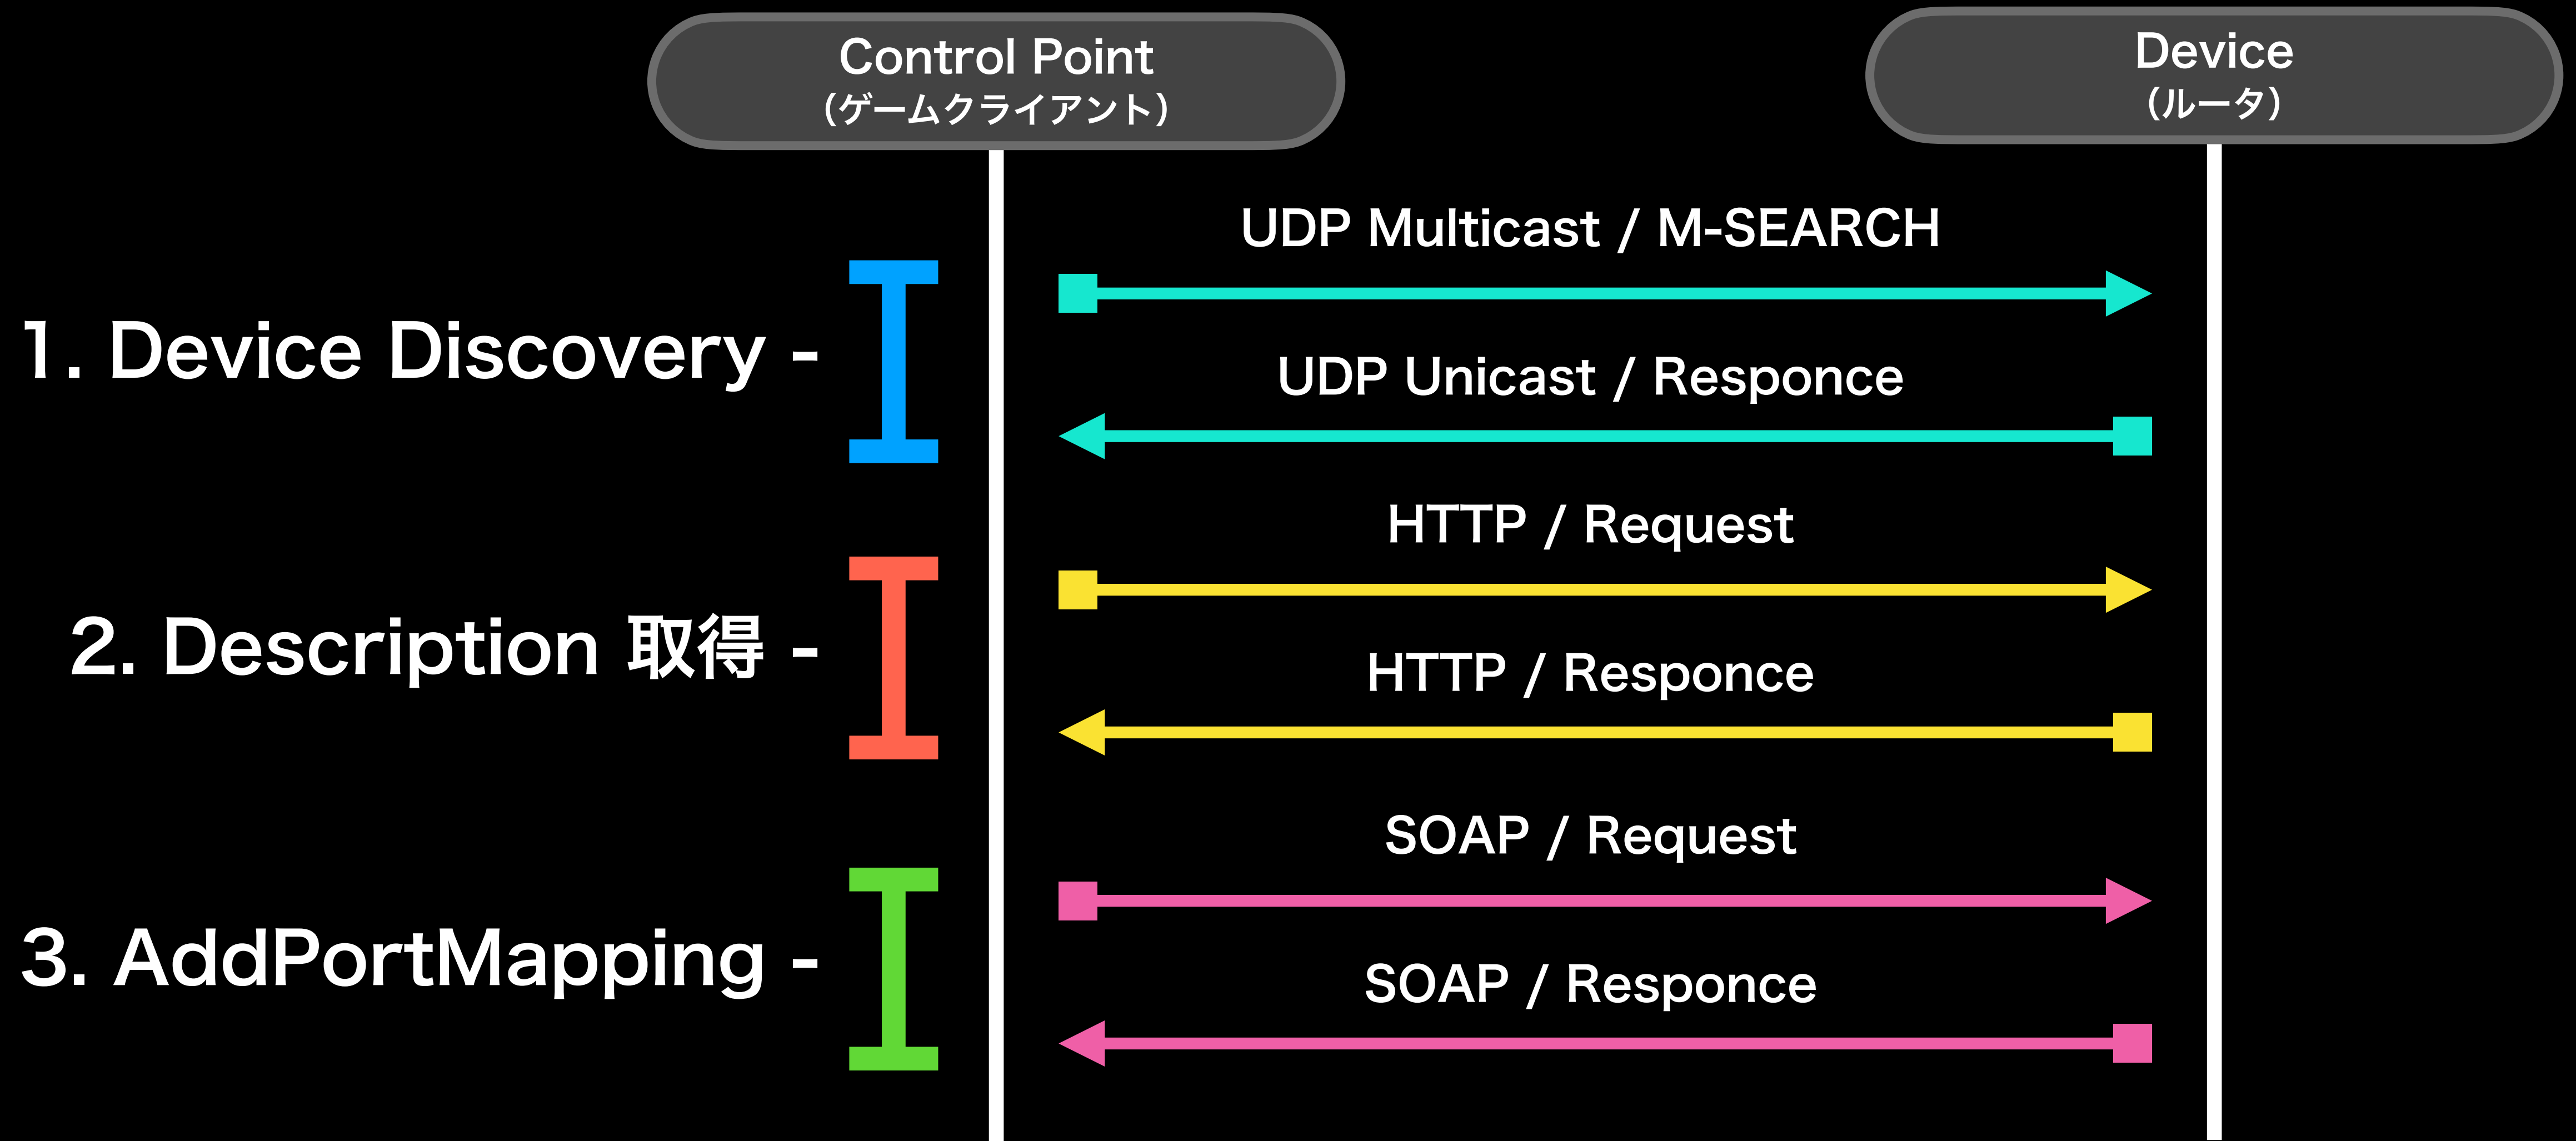 Control Point
（ゲームクライアント）
Device
（ルータ）
UDP Multicast / M-SEARCH
1. Device Discovery -
UDP Unicast / Responce
HTTP / Request
2. Description 取得 -
HTTP / Responce
SOAP / Request
3. AddPortMapping -
SOAP / Responce